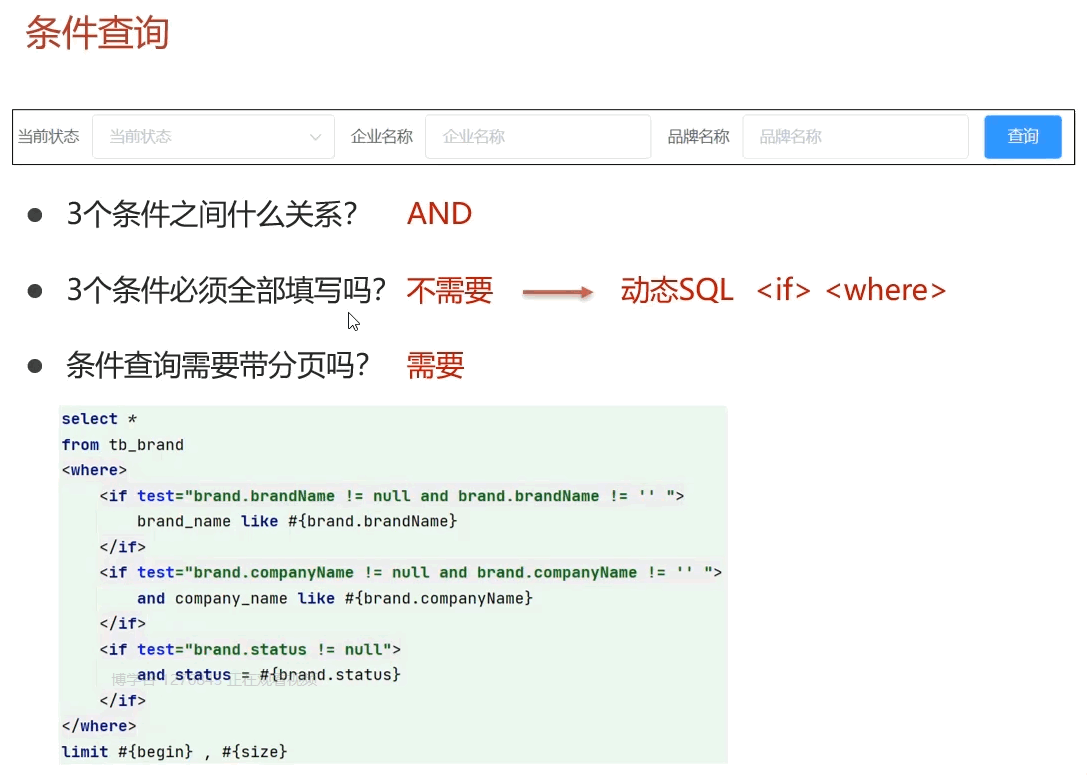 条件查询
当前状态 当前状态 企业名称 企业名称 品牌名称 品牌名称 查询
● 3个条件之间什么关系? AND
● 3个条件必须全部填写吗? 不需要 动态SQL <if> <where>
● 条件查询需要带分页吗? 需要
select *
from tb_brand
<where>
<if test="brand.brandName != null and brand.brandName != '' ">
brand_name like #{brand.brandName}
</if>
<if test="brand.companyName != null and brand.companyName != '' ">
and company_name like #{brand.companyName}
</if>
<if test="brand.status != null">
and status = #{brand.status}
</if>
</where>
limit #{begin} , #{size}